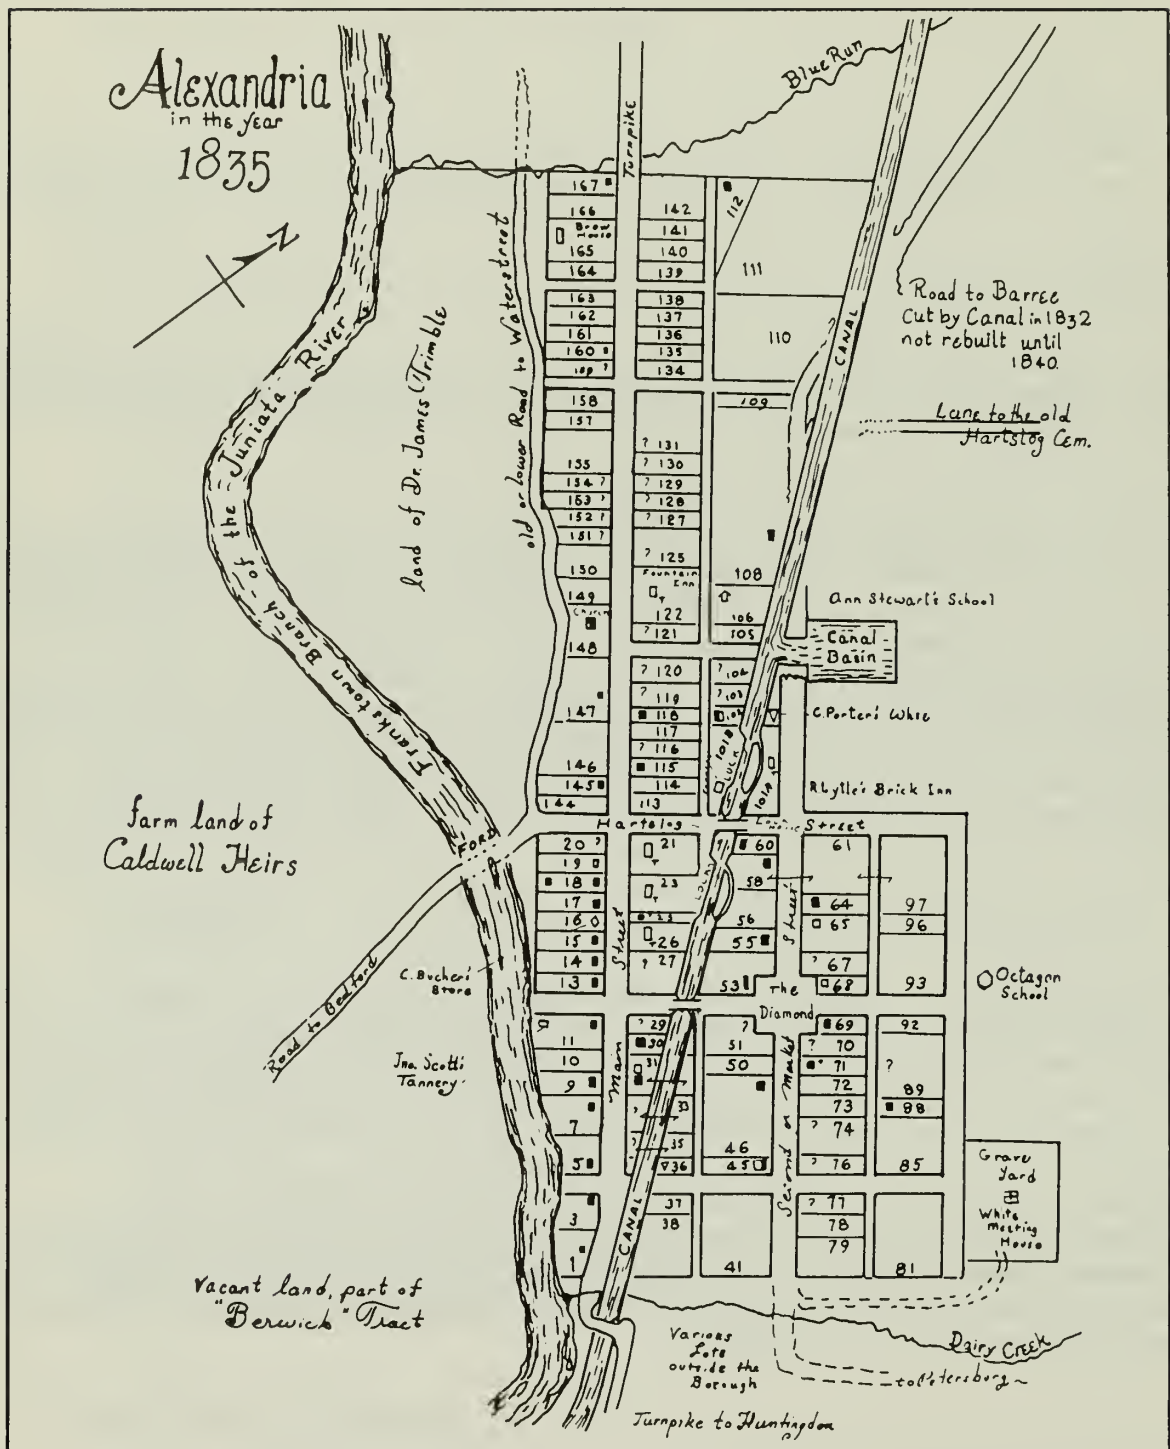 Alexandria
in the year
1835
N
Blue Run
Turnpike
Juniata River
Frankstown Branch of the
land of Dr. James Trimble
old or lower Road to Waterstreet
CANAL
Road to Barree
Cut by Canal in 1832
not rebuilt until
1840.
Lane to the old
Hartslog Cem.
167
166
Brew
House
165
164
163
162
161
160
159 ?
158
157
155
154 ?
153 ?
152 ?
151 ?
150
149
Church
148
147
146
145
144
142
141
140
139
138
137
136
135
134
? 131
? 130
? 129
? 128
? 127
? 125
Fountain
Inn
T
122
? 121
? 120
? 119
118
117
? 116
115
114
113
112
111
110
109
108
106
105
? 104
? 103
102
101B
101A
LOCK
Ann Stewart's School
Canal
Basin
C. Porter's Whse
R Lytle's Brick Inn
Farm land of
Caldwell Heirs
FORD
Road to Bedford
Hartslog
Street
20 ?
19
18
17
16
15
14
13
21
T
23
T
25
T 26
? 27
LOCK
60
58
56
55
53
61
64
65
? 67
68
97
96
93
Street
Street
The
Diamond
C. Bucher's
Store
Octagon
School
Jno. Scott's
Tannery
Main
11
10
9
7
5
3
1
? 29
30
31
? 33
? 35
36
37
38
CANAL
?
51
50
46
45
41
Second or Market
69
? 70
71
72
73
? 74
? 76
? 77
78
79
92
?
89
88
85
81
Grave
Yard
White
Meeting
House
Vacant land, part of
"Berwick" Tract
Various
Lots
outside the
Borough
Dairy Creek
to Petersburg
Turnpike to Huntingdon